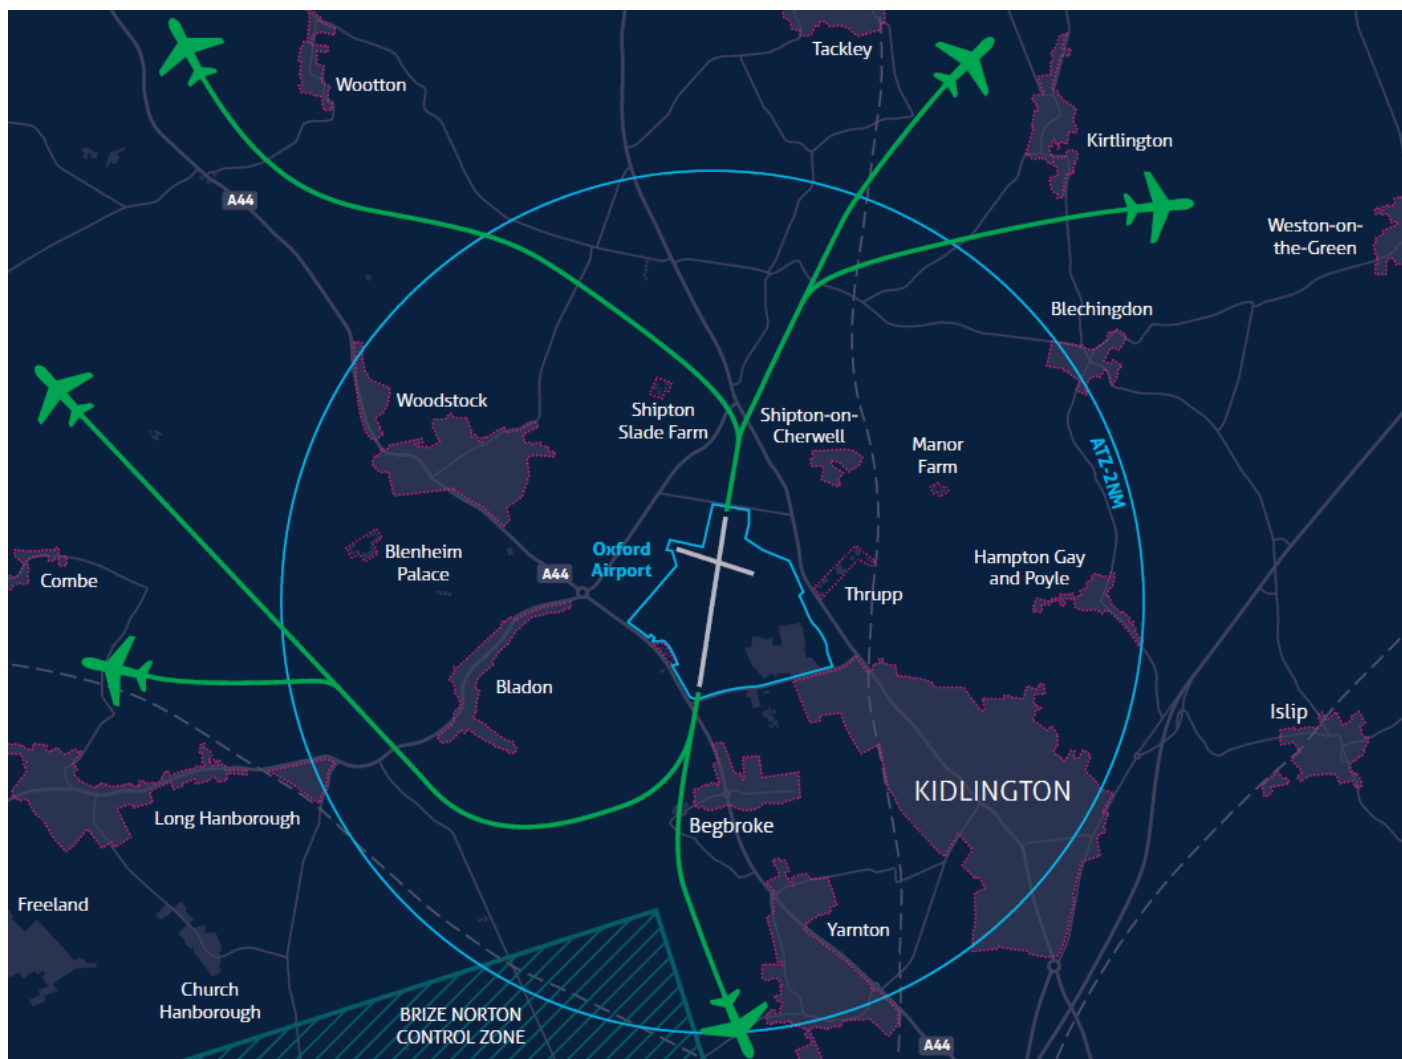 Tackley
Wootton
Kirtlington
A44
Weston-on-
the-Green
Blechingdon
Woodstock
Shipton
Slade Farm
Shipton-on-
Cherwell
Manor
Farm
ATZ-2NM
Blenheim
Palace
Oxford
Airport
A44
Hampton Gay
and Poyle
Combe
Thrupp
Bladon
Islip
KIDLINGTON
Long Hanborough
Begbroke
Freeland
Yarnton
Church
Hanborough
BRIZE NORTON
CONTROL ZONE
A44